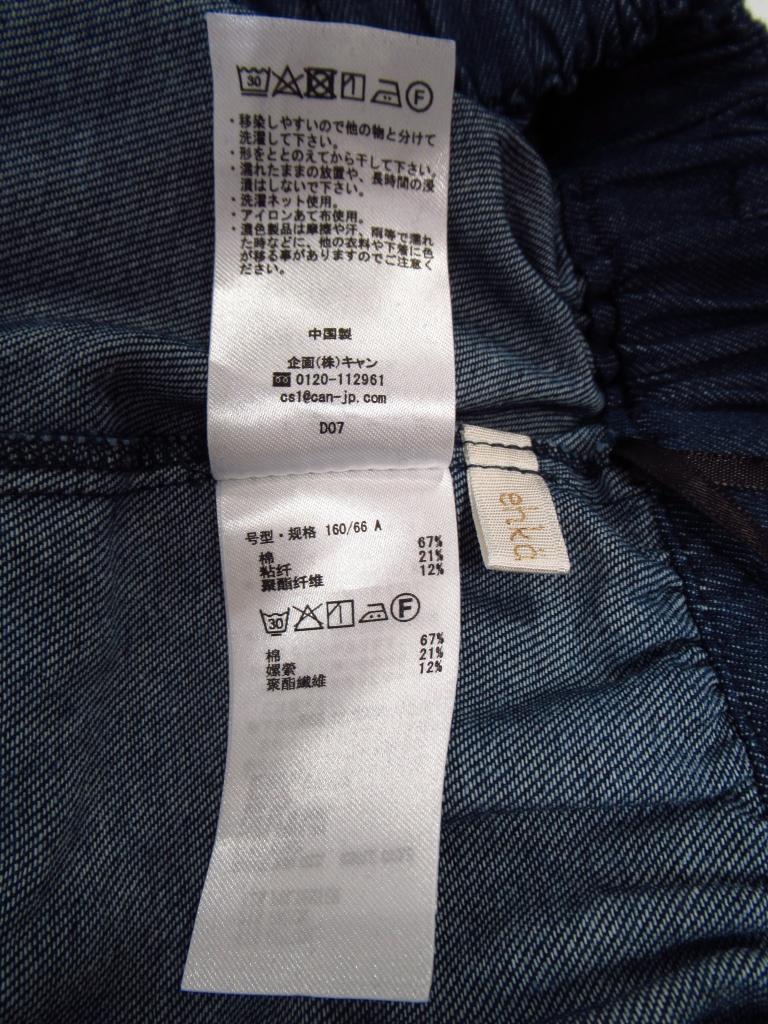 30 F
・移染しやすいので他の物と分けて
洗濯して下さい。
・形をととのえてから干して下さい。
・濡れたままの放置や、長時間の浸
漬はしないで下さい。
・洗濯ネット使用。
・アイロンあて布使用。
・濃色製品は摩擦や汗、雨等で濡れ
た時などに、他の衣料や下着に色
が移る事がありますのでご注意く
ださい。
中国製
企画(株)キャン
0120-112961
cs1@can-jp.com
D07
号型・规格 160/66 A
棉 67%
粘纤 21%
聚酯纤维 12%
30 F
棉 67%
嫘縈 21%
聚酯纖維 12%
ehka